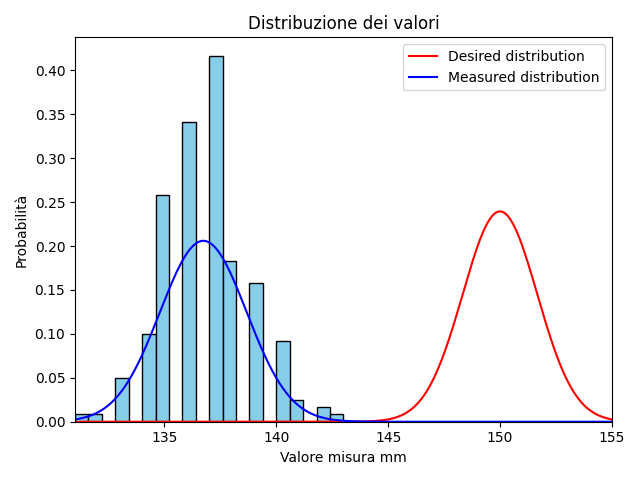 Distribuzione dei valori
Desired distribution
Measured distribution
Probabilità
0.40
0.35
0.30
0.25
0.20
0.15
0.10
0.05
0.00
135 140 145 150 155
Valore misura mm